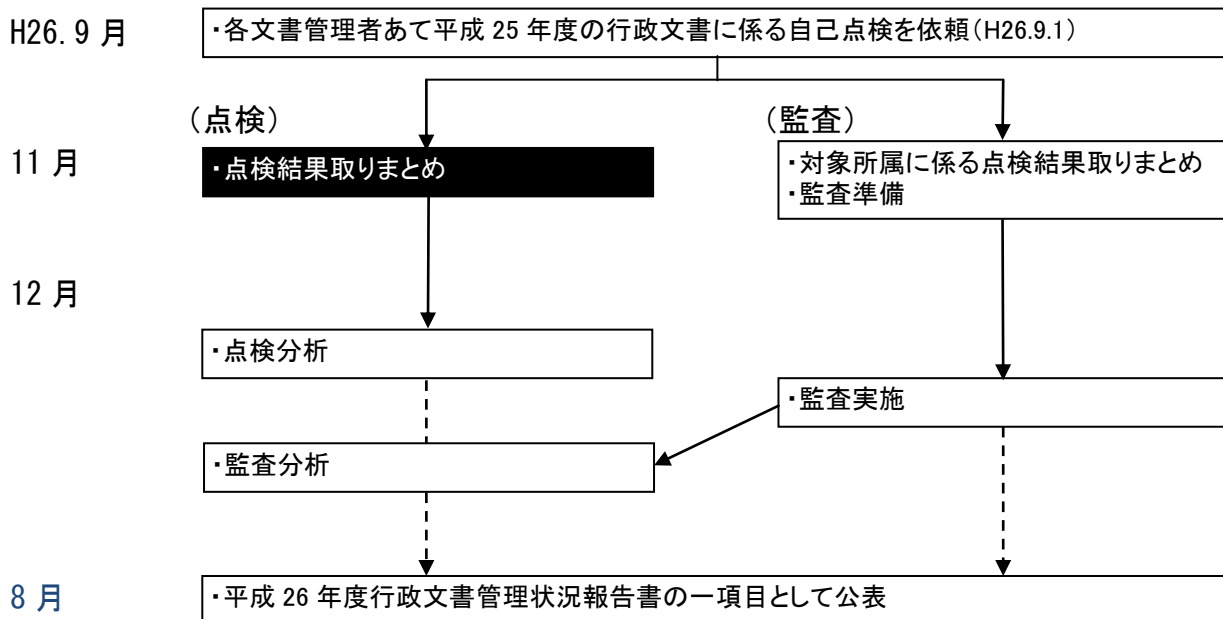 H26.9 月
・各文書管理者あて平成 25 年度の行政文書に係る自己点検を依頼(H26.9.1)
（点検）
（監査）
11 月
・点検結果取りまとめ
・対象所属に係る点検結果取りまとめ
・監査準備
12 月
・点検分析
・監査実施
・監査分析
8 月
・平成 26 年度行政文書管理状況報告書の一項目として公表